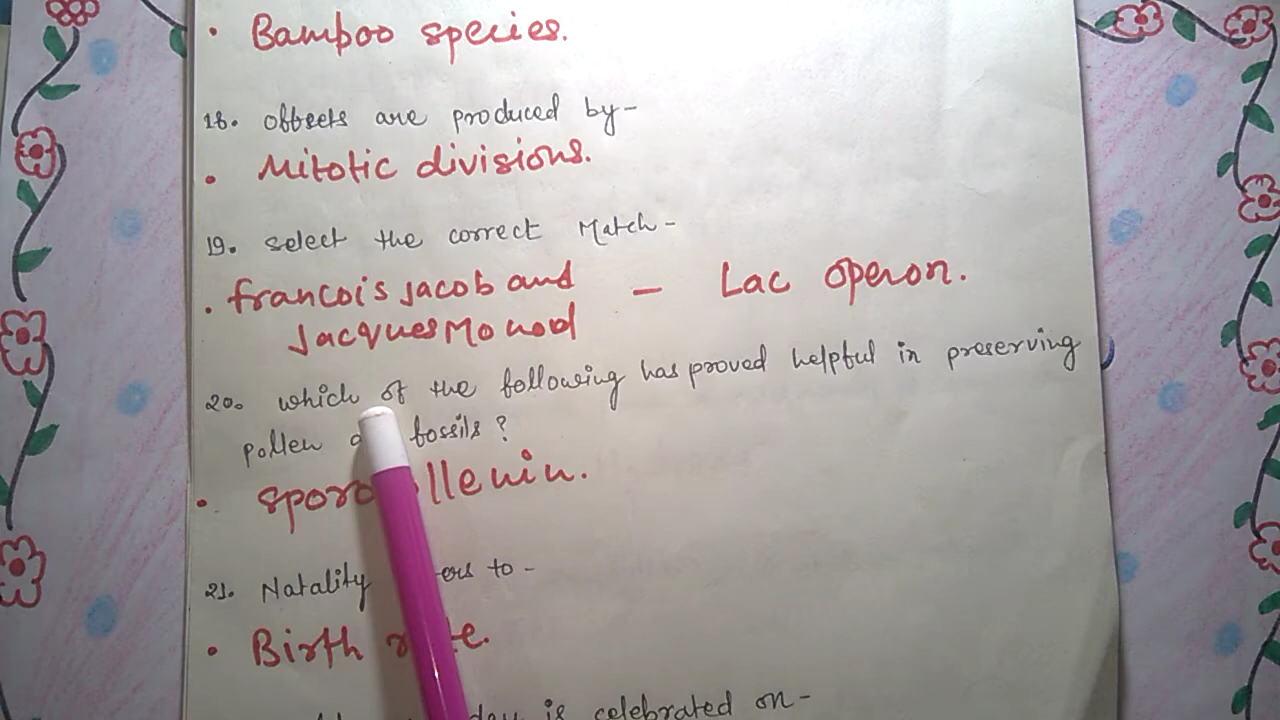 • Bamboo species.
18. offsets are produced by-
• Mitotic divisions.
19. select the correct Match-
• francois jacob and — Lac operon.
Jacques Monod
20. which of the following has proved helpful in preserving
pollen fossils?
•
21. Natality to -
• Birth
is celebrated on-